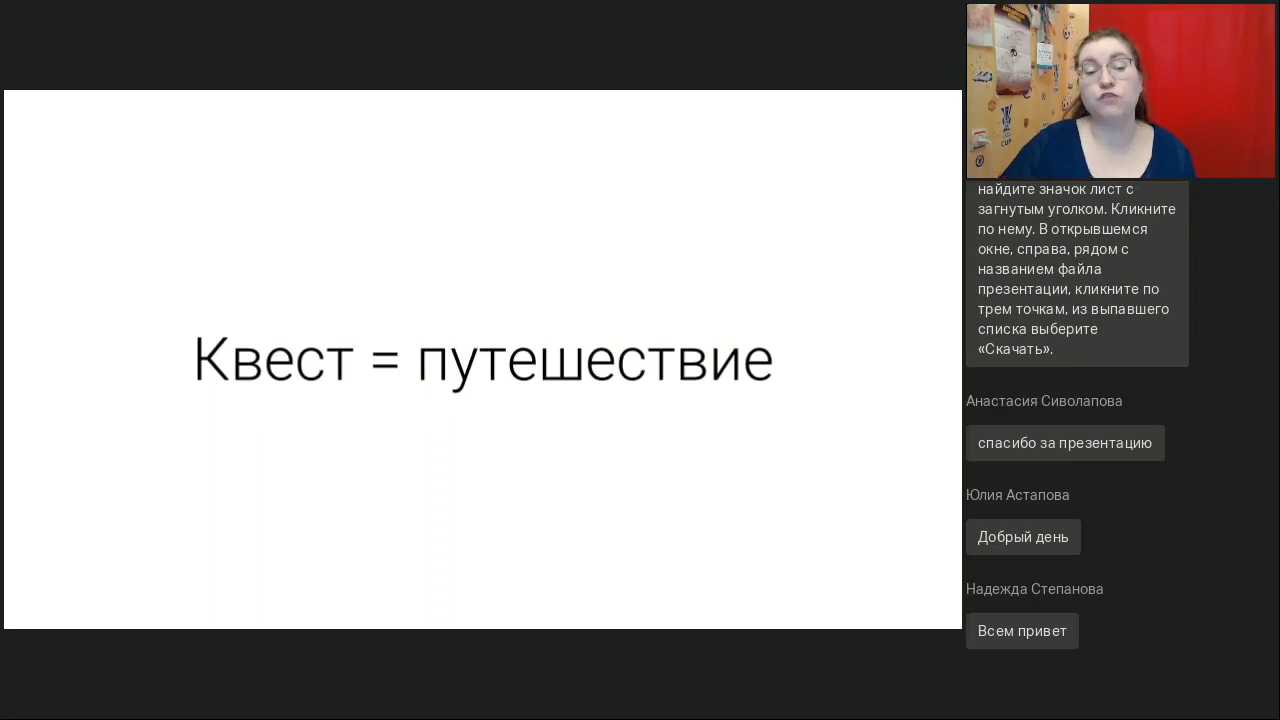 Квест = путешествие
CUP
найдите значок лист с
загнутым уголком. Кликните
по нему. В открывшемся
окне, справа, рядом с
названием файла
презентации, кликните по
трем точкам, из выпавшего
списка выберите
«Скачать».
Анастасия Сиволапова
спасибо за презентацию
Юлия Астапова
Добрый день
Надежда Степанова
Всем привет